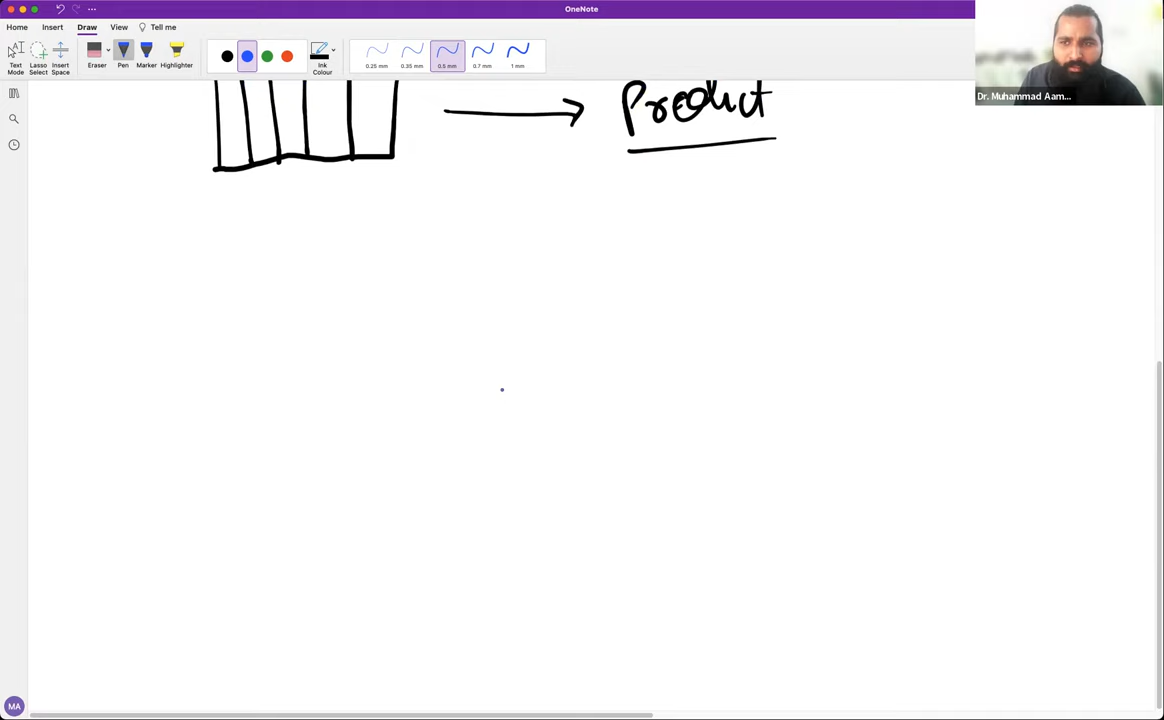 OneNote
Home Insert Draw View Tell me
Text Mode
Lasso Select
Insert Space
Eraser
Pen
Marker
Highlighter
Ink Colour
0.25 mm
0.35 mm
0.5 mm
0.7 mm
1 mm
Dr. Muhammad Aam...
Product
MA